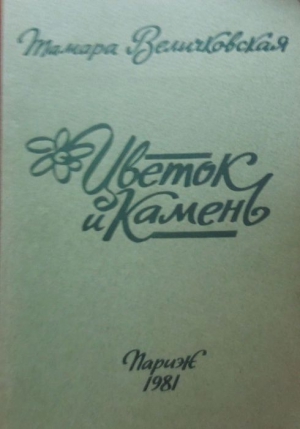 Тамара Величковская
Цветок
и Камень
Париж
1981